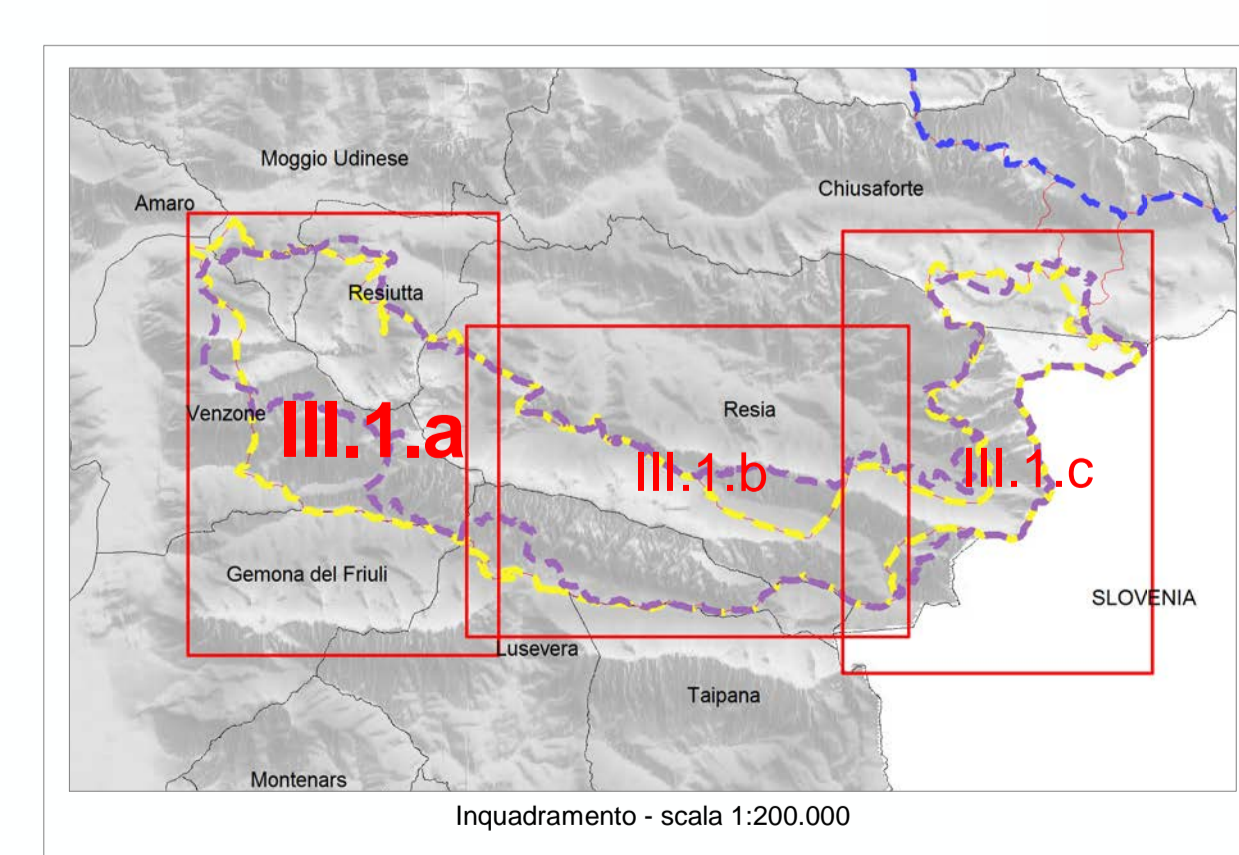 Moggio Udinese
Chiusaforte
Amaro
Resiutta
Venzone
III.1.a
Resia
III.1.b
III.1.c
Gemona del Friuli
SLOVENIA
Lusevera
Taipana
Montenars
Inquadramento - scala 1:200.000